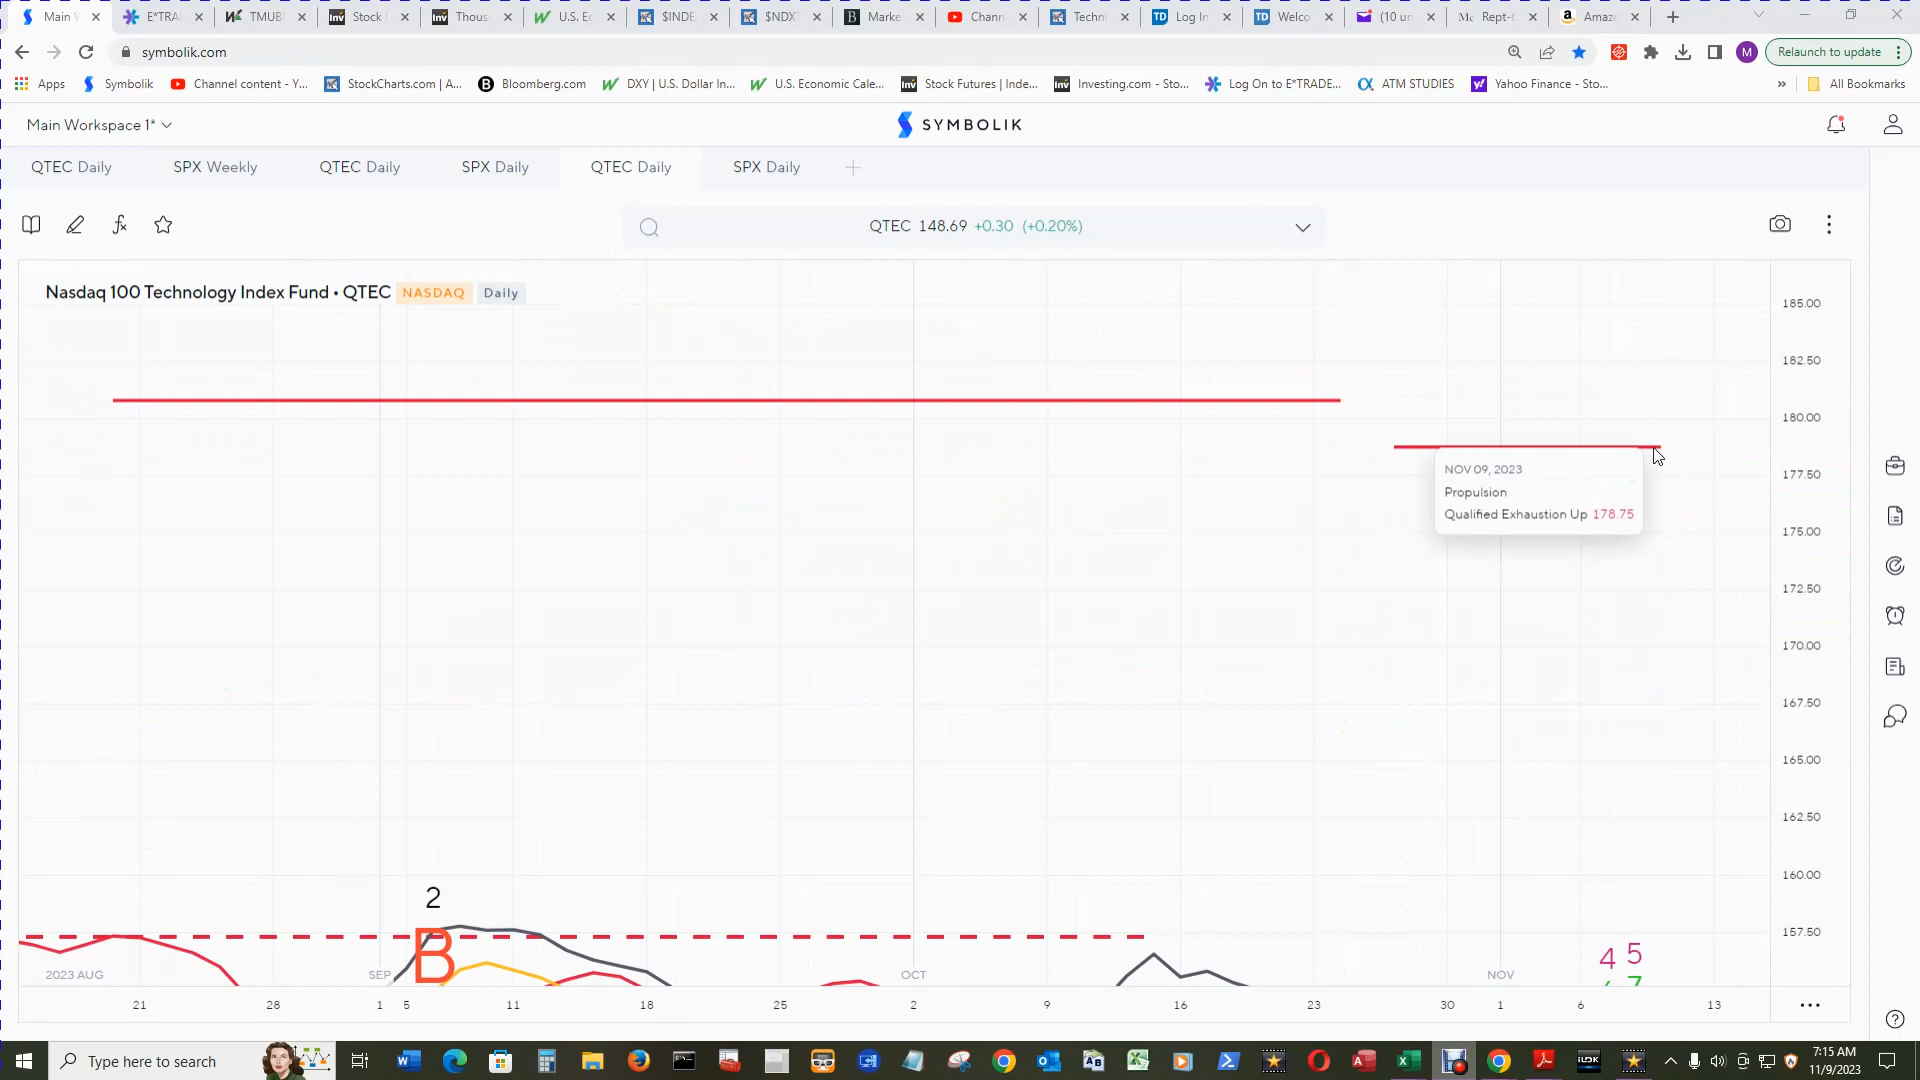 Main \
E*TRA
TMUB
Stock
Thous
U.S. Ec
$INDE
$NDX
Marke
Chann
Techni
Log In
Welco
(10 un
Rept-
Amaz
symbolik.com
Relaunch to update
Apps
Symbolik
Channel content - Y...
StockCharts.com | A...
Bloomberg.com
DXY | U.S. Dollar In...
U.S. Economic Cale...
Stock Futures | Inde...
Investing.com - Sto...
Log On to E*TRADE...
ATM STUDIES
Yahoo Finance - Sto...
»
All Bookmarks
Main Workspace 1*
SYMBOLIK
QTEC Daily
SPX Weekly
QTEC Daily
SPX Daily
QTEC Daily
SPX Daily
QTEC 148.69 +0.30 (+0.20%)
Nasdaq 100 Technology Index Fund • QTEC NASDAQ Daily
185.00
182.50
180.00
177.50
175.00
172.50
170.00
167.50
165.00
162.50
160.00
157.50
NOV 09, 2023
Propulsion
Qualified Exhaustion Up 178.75
2
B
4 5
7
2023 AUG
SEP
OCT
NOV
21
28
1
5
11
18
25
2
9
16
23
30
1
6
13
Type here to search
7:15 AM
11/9/2023